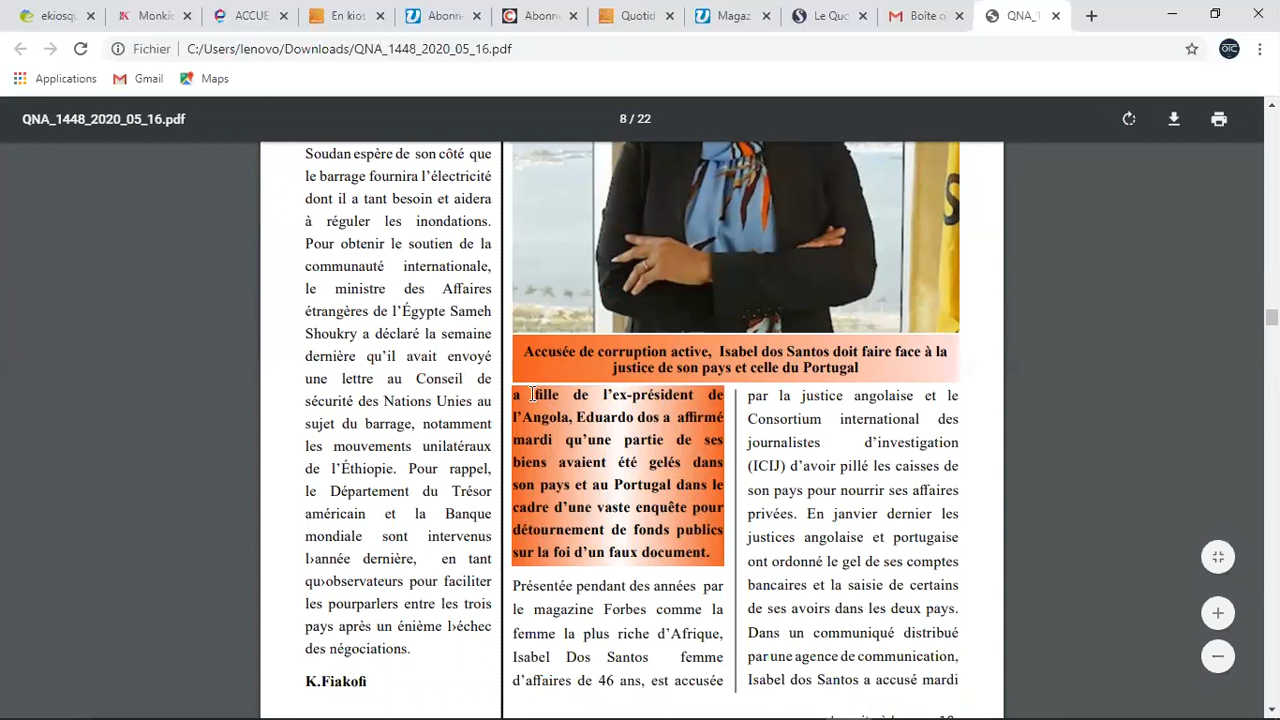 ekiosq
Monkic
ACCUE
En kios
Abonn
Abonne
Quotid
Magaz
Le Quo
Boîte o
QNA_1
Fichier
C:/Users/lenovo/Downloads/QNA_1448_2020_05_16.pdf
OTC
Applications
Gmail
Maps
QNA_1448_2020_05_16.pdf
8 / 22
Soudan espère de son côté que
le barrage fournira l’électricité
dont il a tant besoin et aidera
à réguler les inondations.
Pour obtenir le soutien de la
communauté internationale,
le ministre des Affaires
étrangères de l’Égypte Sameh
Shoukry a déclaré la semaine
dernière qu’il avait envoyé
une lettre au Conseil de
sécurité des Nations Unies au
sujet du barrage, notamment
les mouvements unilatéraux
de l’Éthiopie. Pour rappel,
le Département du Trésor
américain et la Banque
mondiale sont intervenus
l›année dernière, en tant
qu›observateurs pour faciliter
les pourparlers entre les trois
pays après un énième l›échec
des négociations.
K.Fiakofi
Accusée de corruption active, Isabel dos Santos doit faire face à la
justice de son pays et celle du Portugal
a fille de l’ex-président de
l’Angola, Eduardo dos a affirmé
mardi qu’une partie de ses
biens avaient été gelés dans
son pays et au Portugal dans le
cadre d’une vaste enquête pour
détournement de fonds publics
sur la foi d’un faux document.
Présentée pendant des années par
le magazine Forbes comme la
femme la plus riche d’Afrique,
Isabel Dos Santos femme
d’affaires de 46 ans, est accusée
par la justice angolaise et le
Consortium international des
journalistes d’investigation
(ICIJ) d’avoir pillé les caisses de
son pays pour nourrir ses affaires
privées. En janvier dernier les
justices angolaise et portugaise
ont ordonné le gel de ses comptes
bancaires et la saisie de certains
de ses avoirs dans les deux pays.
Dans un communiqué distribué
par une agence de communication,
Isabel dos Santos a accusé mardi